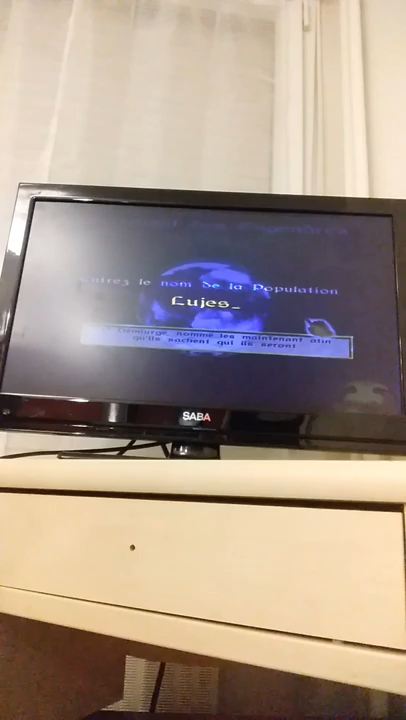 Entrez le nom de la Population
Lujes_
Démiurge, nomme-les maintenant afin
qu'ils sachent qui ils seront
SABA